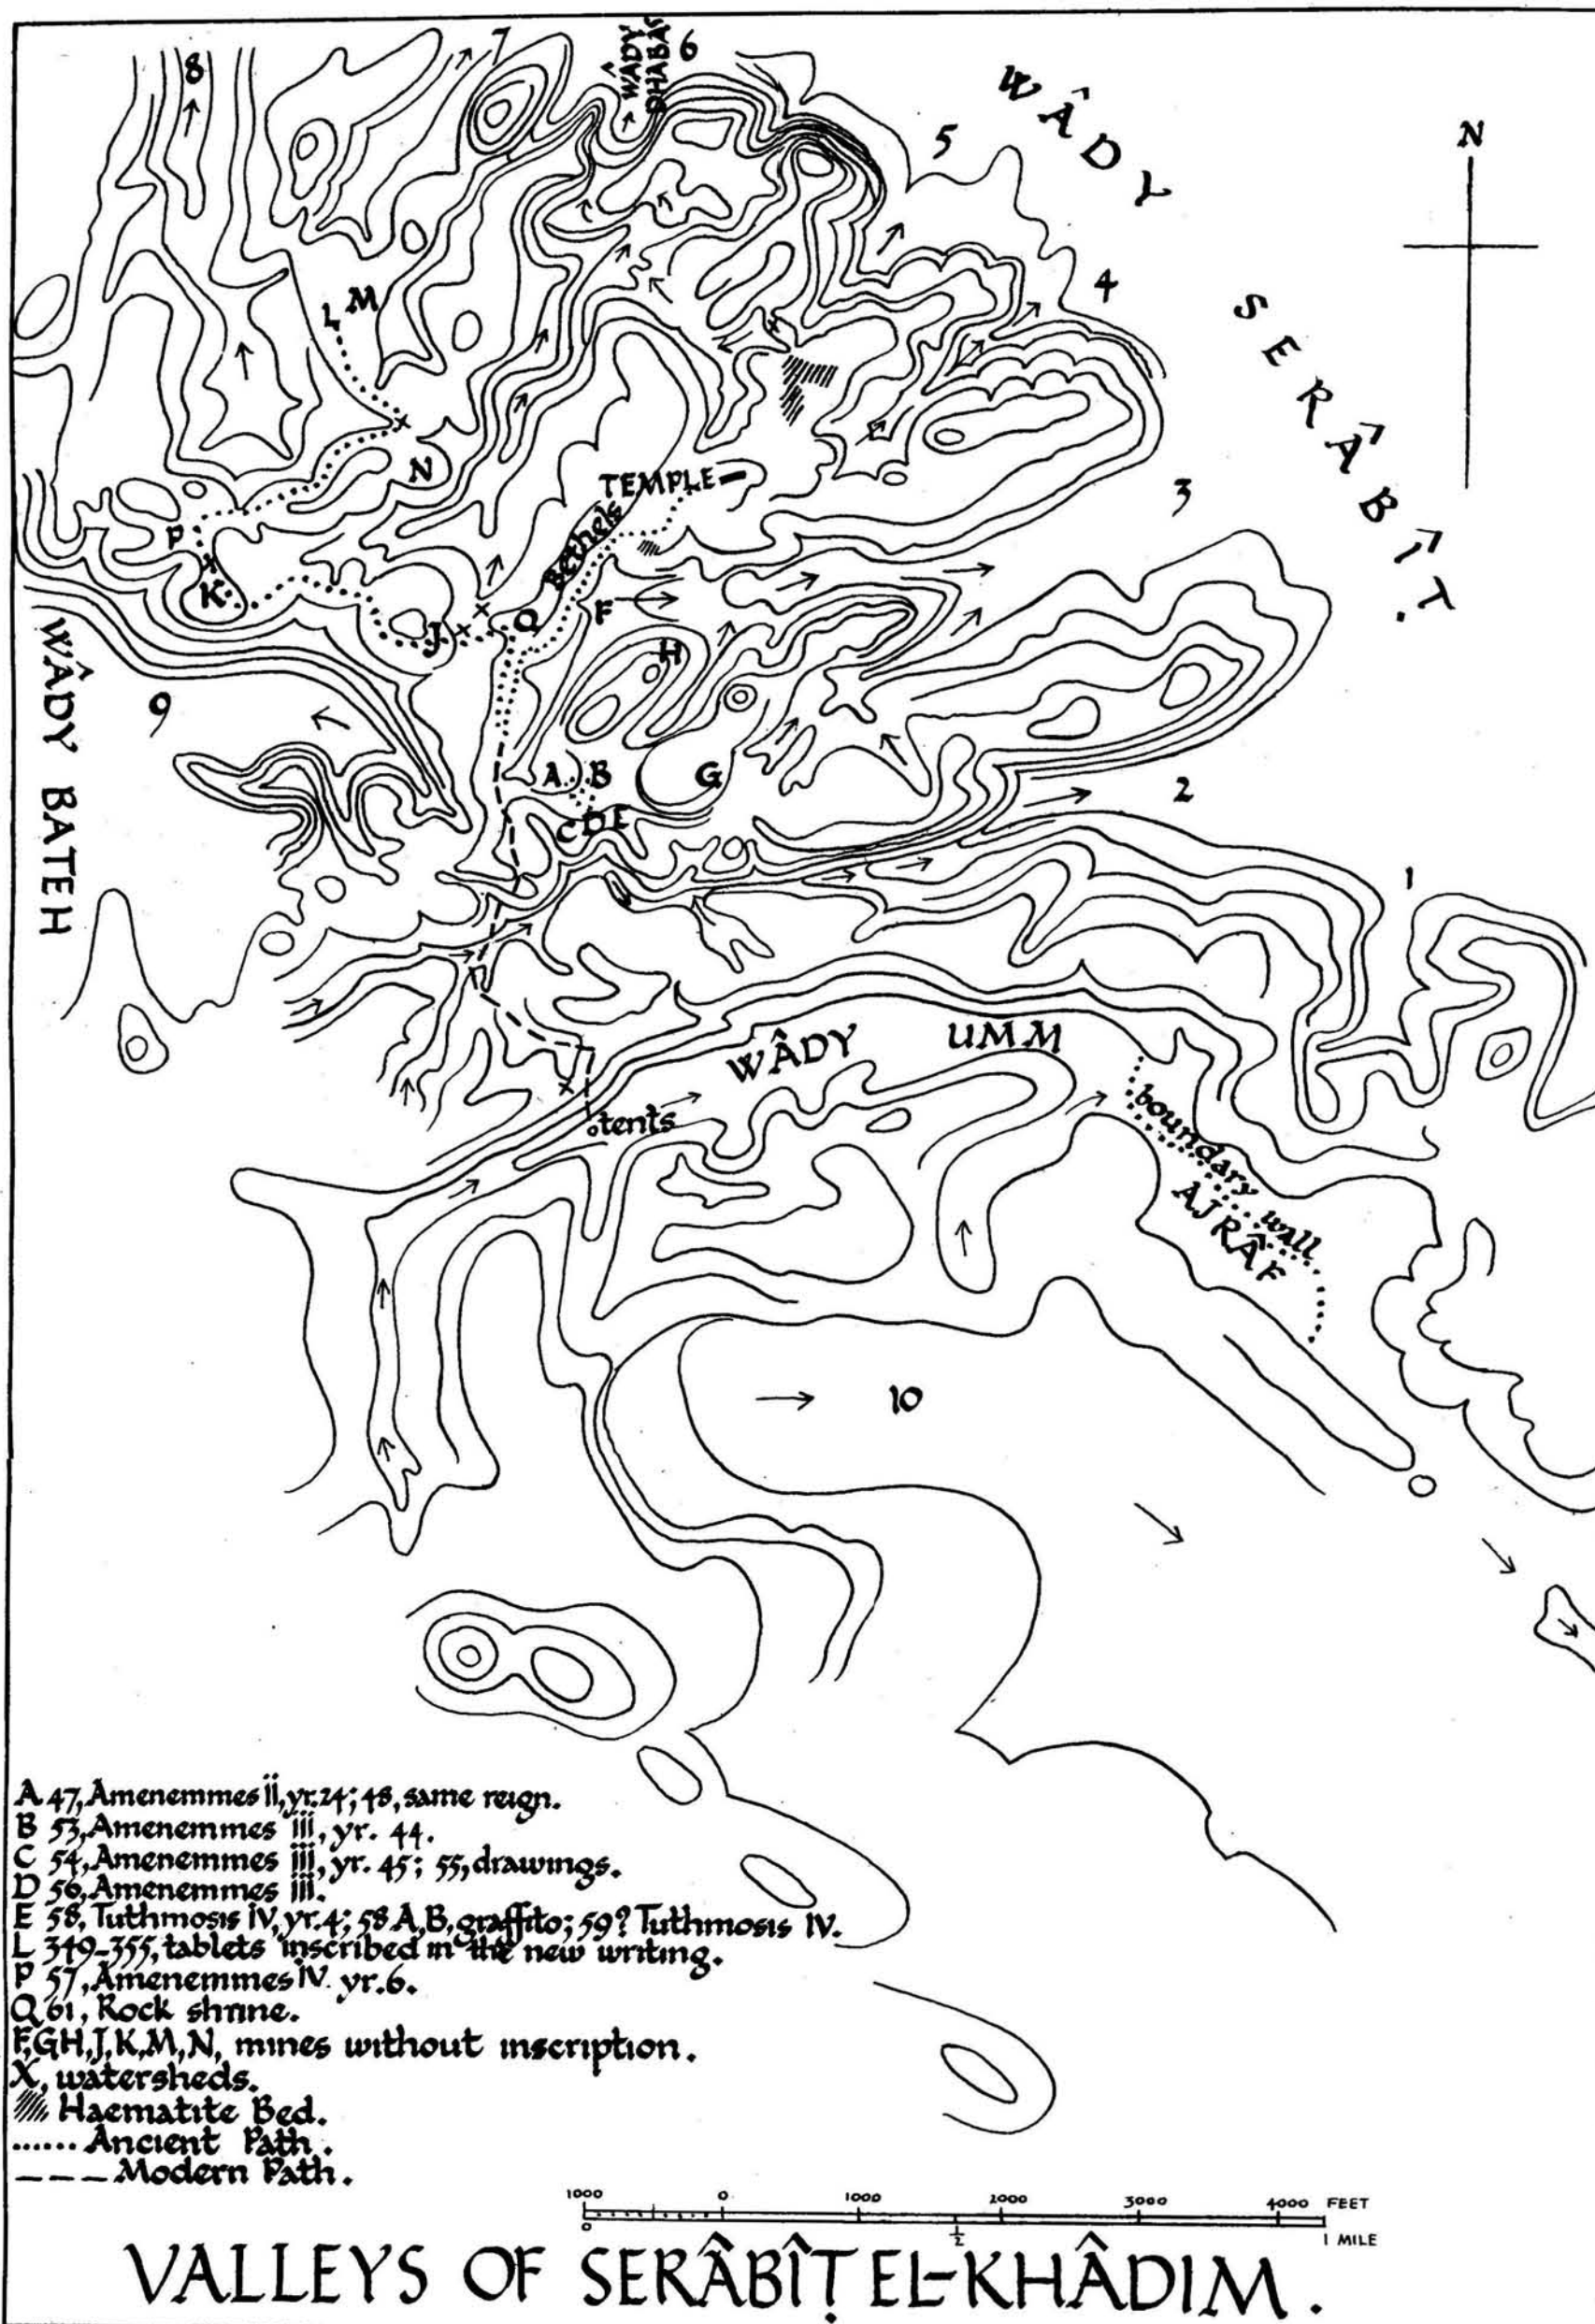 8
7
WÂDY
DHABA
6
5
WÂDY
N
4
M
L
SERÂBÎṬ.
N
TEMPLE
3
Bethels
P
K
Q
F
J
H
WÂDY BATEH
9
A B
G
2
C D E
1
WÂDY UMM
tents
boundary wall
AJRÂF
10
A 47, Amenemmes ii, yr. 24; 48, same reign.
B 53, Amenemmes iii, yr. 44.
C 54, Amenemmes iii, yr. 45; 55, drawings.
D 56, Amenemmes iii.
E 58, Tuthmosis IV, yr. 4; 58 A, B, graffito; 59? Tuthmosis IV.
L 349-355, tablets inscribed in the new writing.
P 57, Amenemmes IV. yr. 6.
Q 61, Rock shrine.
F, G H, J, K, M, N, mines without inscription.
X, watersheds.
Haematite Bed.
...... Ancient Path.
--- Modern Path.
1000 0 1000 2000 3000 4000 FEET
0 ½ 1 MILE
VALLEYS OF SERÂBÎṬ EL-KHÂDIM.